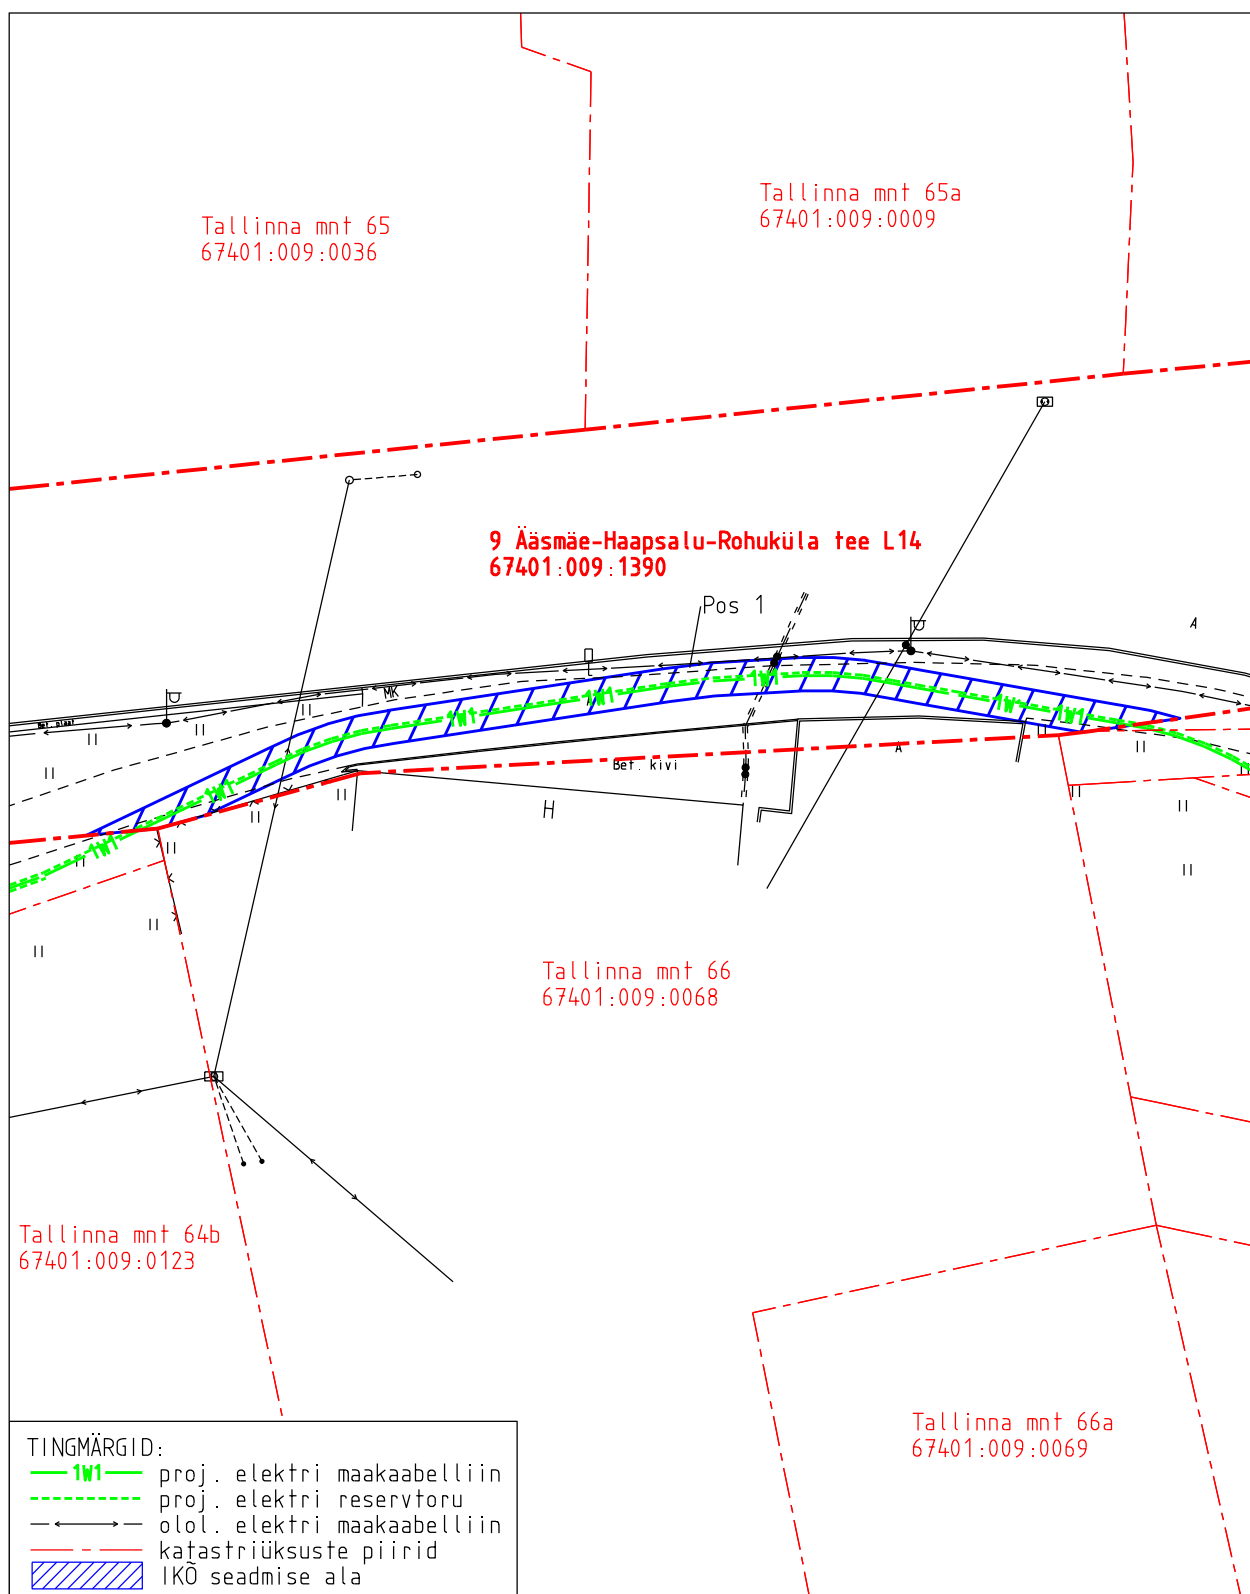 Tallinna mnt 65a
67401:009:0009
Tallinna mnt 65
67401:009:0036
9 Ääsmäe-Haapsalu-Rohuküla tee L14
67401:009:1390
Pos 1
A
MK
Bet. plaat
1W1
1W1
1W1
1W1
1W1
1W1
1W1
A
Bet. kivi
H
Tallinna mnt 66
67401:009:0068
Tallinna mnt 64b
67401:009:0123
Tallinna mnt 66a
67401:009:0069
TINGMÄRGID:
1W1 proj. elektri maakaabelliin
proj. elektri reservtoru
olol. elektri maakaabelliin
katastriüksuste piirid
IKÕ seadmise ala